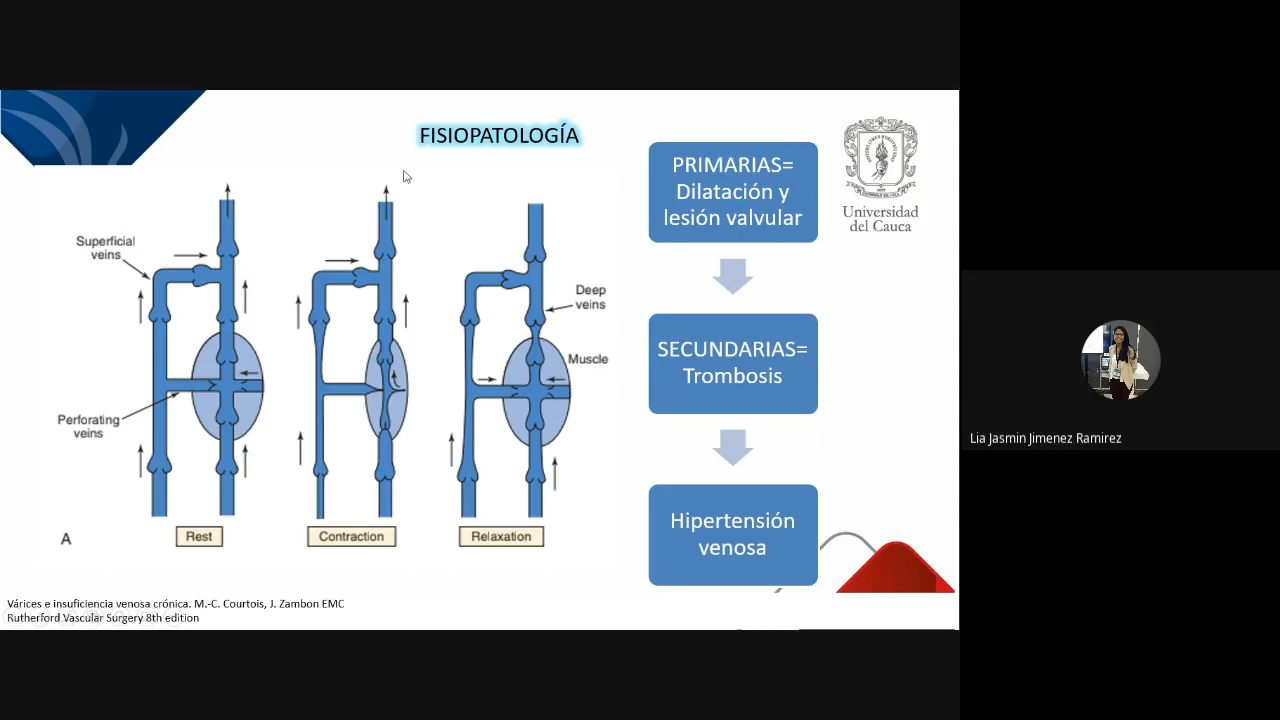 FISIOPATOLOGÍA
Superficial
veins
Perforating
veins
Deep
veins
Muscle
A
Rest
Contraction
Relaxation
PRIMARIAS=
Dilatación y
lesión valvular
SECUNDARIAS=
Trombosis
Hipertensión
venosa
Universidad
del Cauca
Várices e insuficiencia venosa crónica. M.-C. Courtois, J. Zambon EMC
Rutherford Vascular Surgery 8th edition
Lia Jasmin Jimenez Ramirez